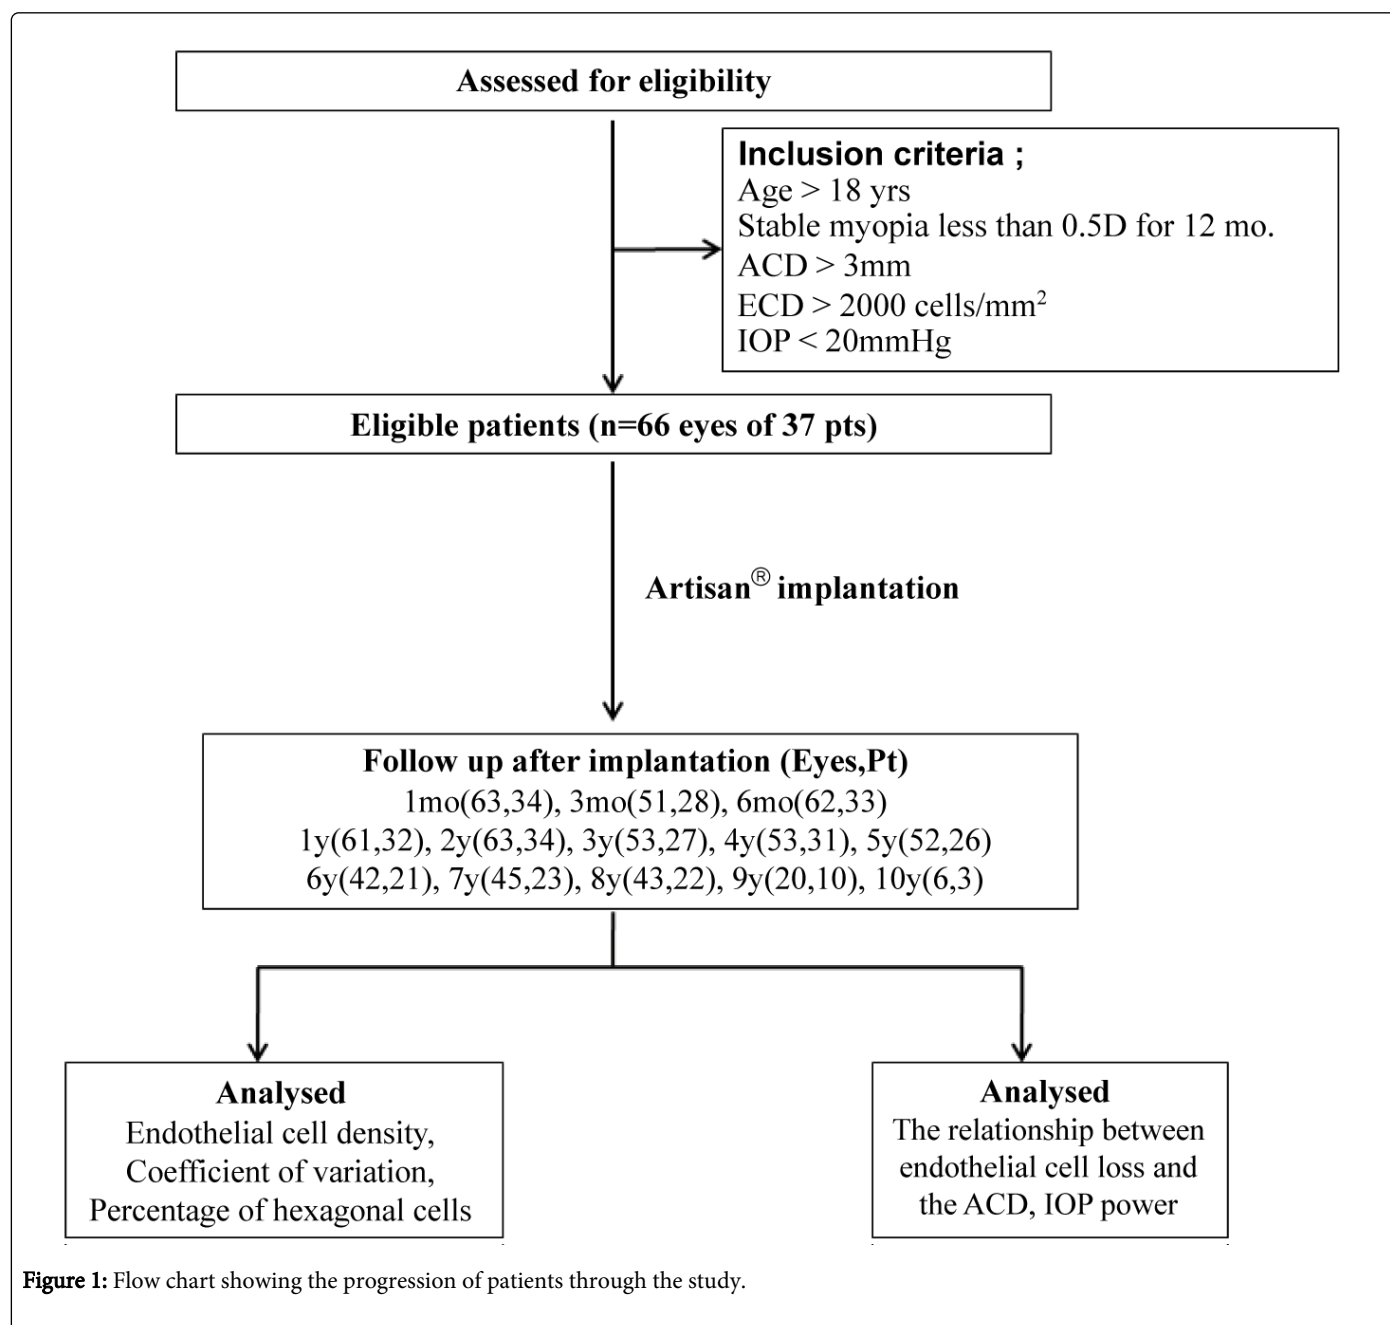 Assessed for eligibility
Inclusion criteria ;
Age > 18 yrs
Stable myopia less than 0.5D for 12 mo.
ACD > 3mm
ECD > 2000 cells/mm²
IOP < 20mmHg
Eligible patients (n=66 eyes of 37 pts)
Artisan® implantation
Follow up after implantation (Eyes,Pt)
1mo(63,34), 3mo(51,28), 6mo(62,33)
1y(61,32), 2y(63,34), 3y(53,27), 4y(53,31), 5y(52,26)
6y(42,21), 7y(45,23), 8y(43,22), 9y(20,10), 10y(6,3)
Analysed
Endothelial cell density,
Coefficient of variation,
Percentage of hexagonal cells
Analysed
The relationship between
endothelial cell loss and
the ACD, IOP power
Figure 1: Flow chart showing the progression of patients through the study.